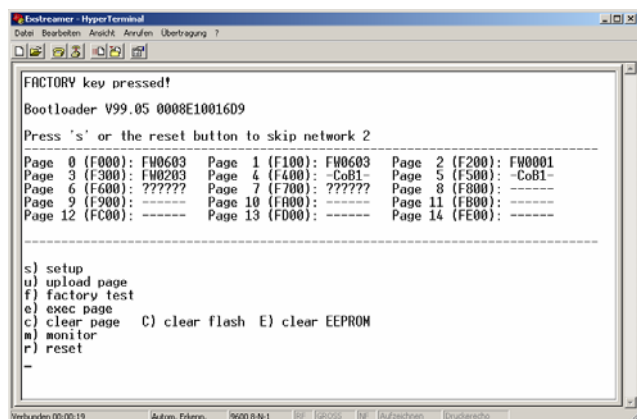 Exstreamer - HyperTerminal
Datei Bearbeiten Ansicht Anrufen Übertragung ?
FACTORY key pressed!
Bootloader V99.05 0008E10016D9
Press 's' or the reset button to skip network 2
--------------------------------------------------------------------------------
Page 0 (F000): FW0603 Page 1 (F100): FW0603 Page 2 (F200): FW0001
Page 3 (F300): FW0203 Page 4 (F400): -CoB1- Page 5 (F500): -CoB1-
Page 6 (F600): ?????? Page 7 (F700): ?????? Page 8 (F800): ------
Page 9 (F900): ------ Page 10 (FA00): ------ Page 11 (FB00): ------
Page 12 (FC00): ------ Page 13 (FD00): ------ Page 14 (FE00): ------
--------------------------------------------------------------------------------
s) setup
u) upload page
f) factory test
e) exec page
c) clear page C) clear flash E) clear EEPROM
m) monitor
r) reset
_
Verbunden 00:00:19 Autom. Erkenn. 9600 8-N-1 RF GROSS NF Aufzeichnen Druckerecho